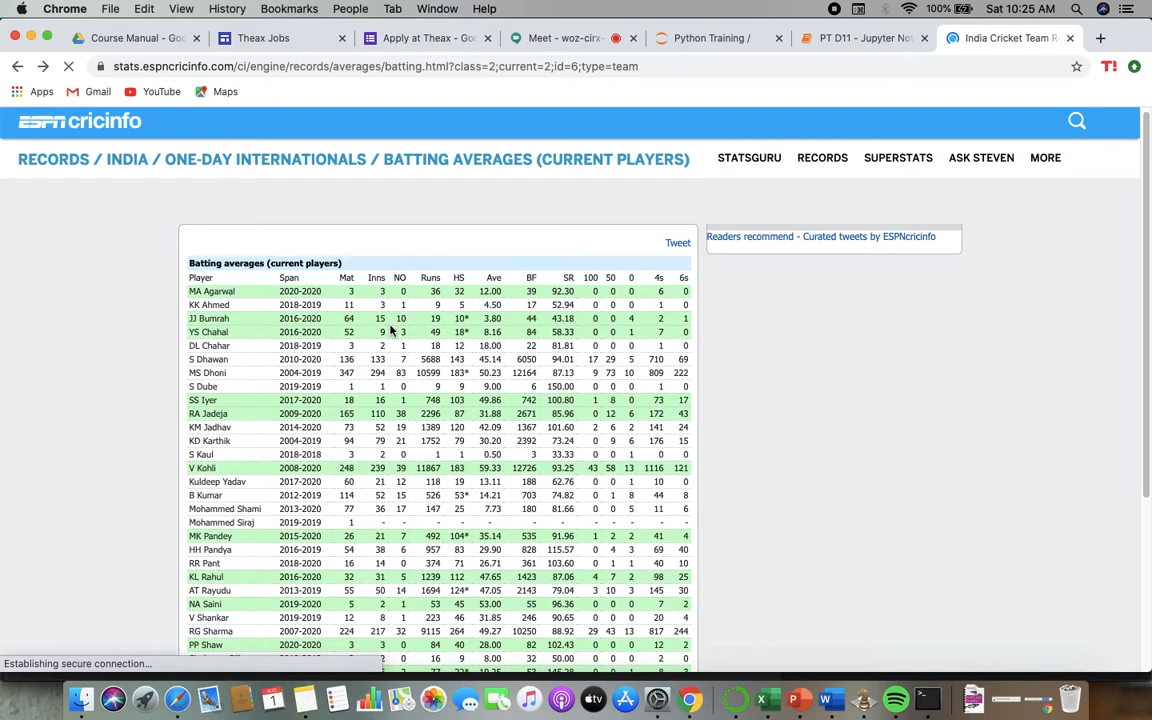 Chrome File Edit View History Bookmarks People Tab Window Help 100% Sat 10:25 AM
Course Manual - Goo Theax Jobs Apply at Theax - Goo Meet - woz-cirx- Python Training / PT D11 - Jupyter Not India Cricket Team Re
stats.espncricinfo.com/ci/engine/records/averages/batting.html?class=2;current=2;id=6;type=team
Apps Gmail YouTube Maps
ESPN cricinfo
RECORDS / INDIA / ONE-DAY INTERNATIONALS / BATTING AVERAGES (CURRENT PLAYERS) STATSGURU RECORDS SUPERSTATS ASK STEVEN MORE
Tweet
Readers recommend - Curated tweets by ESPNcricinfo
Batting averages (current players)
Player Span Mat Inns NO Runs HS Ave BF SR 100 50 0 4s 6s
MA Agarwal 2020-2020 3 3 0 36 32 12.00 39 92.30 0 0 0 6 0
KK Ahmed 2018-2019 11 3 1 9 5 4.50 17 52.94 0 0 0 1 0
JJ Bumrah 2016-2020 64 15 10 19 10* 3.80 44 43.18 0 0 4 2 1
YS Chahal 2016-2020 52 9 3 49 18* 8.16 84 58.33 0 0 1 7 0
DL Chahar 2018-2019 3 2 1 18 12 18.00 22 81.81 0 0 0 1 0
S Dhawan 2010-2020 136 133 7 5688 143 45.14 6050 94.01 17 29 5 710 69
MS Dhoni 2004-2019 347 294 83 10599 183* 50.23 12164 87.13 9 73 10 809 222
S Dube 2019-2019 1 1 0 9 9 9.00 6 150.00 0 0 0 1 0
SS Iyer 2017-2020 18 16 1 748 103 49.86 742 100.80 1 8 0 73 17
RA Jadeja 2009-2020 165 110 38 2296 87 31.88 2671 85.96 0 12 6 172 43
KM Jadhav 2014-2020 73 52 19 1389 120 42.09 1367 101.60 2 6 2 141 24
KD Karthik 2004-2019 94 79 21 1752 79 30.20 2392 73.24 0 9 6 176 15
S Kaul 2018-2018 3 2 0 1 1 0.50 3 33.33 0 0 1 0 0
V Kohli 2008-2020 248 239 39 11867 183 59.33 12726 93.25 43 58 13 1116 121
Kuldeep Yadav 2017-2020 60 21 12 118 19 13.11 188 62.76 0 0 1 10 0
B Kumar 2012-2019 114 52 15 526 53* 14.21 703 74.82 0 1 8 44 8
Mohammed Shami 2013-2020 77 36 17 147 25 7.73 180 81.66 0 0 5 11 6
Mohammed Siraj 2019-2019 1 - - - - - - - - - - - -
MK Pandey 2015-2020 26 21 7 492 104* 35.14 535 91.96 1 2 2 41 4
HH Pandya 2016-2019 54 38 6 957 83 29.90 828 115.57 0 4 3 69 40
RR Pant 2018-2020 16 14 0 374 71 26.71 361 103.60 0 1 1 40 10
KL Rahul 2016-2020 32 31 5 1239 112 47.65 1423 87.06 4 7 2 98 25
AT Rayudu 2013-2019 55 50 14 1694 124* 47.05 2143 79.04 3 10 3 145 30
NA Saini 2019-2020 5 2 1 53 45 53.00 55 96.36 0 0 0 7 2
V Shankar 2019-2019 12 8 1 223 46 31.85 246 90.65 0 0 0 20 4
RG Sharma 2007-2020 224 217 32 9115 264 49.27 10250 88.92 29 43 13 817 244
PP Shaw 2020-2020 3 3 0 84 40 28.00 82 102.43 0 0 0 12 2
2 0 16 9 8.00 32 50.00 0 0 0 2 0
Establishing secure connection...